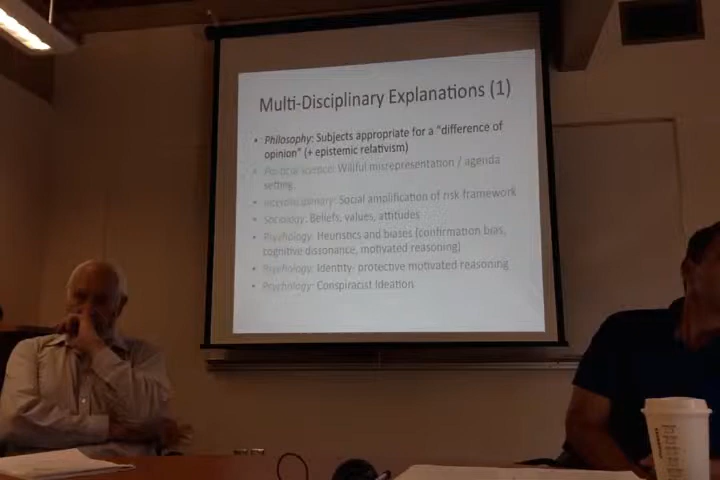 Multi-Disciplinary Explanations (1)
• Philosophy: Subjects appropriate for a "difference of
opinion" (+ epistemic relativism)
• Political science: Wilful misrepresentation / agenda
setting
• Interdisciplinary: Social amplification of risk framework
• Sociology: Beliefs, values, attitudes
• Psychology: Heuristics and biases (confirmation bias,
cognitive dissonance, motivated reasoning)
• Psychology: Identity- protective motivated reasoning
• Psychology: Conspiracist Ideation